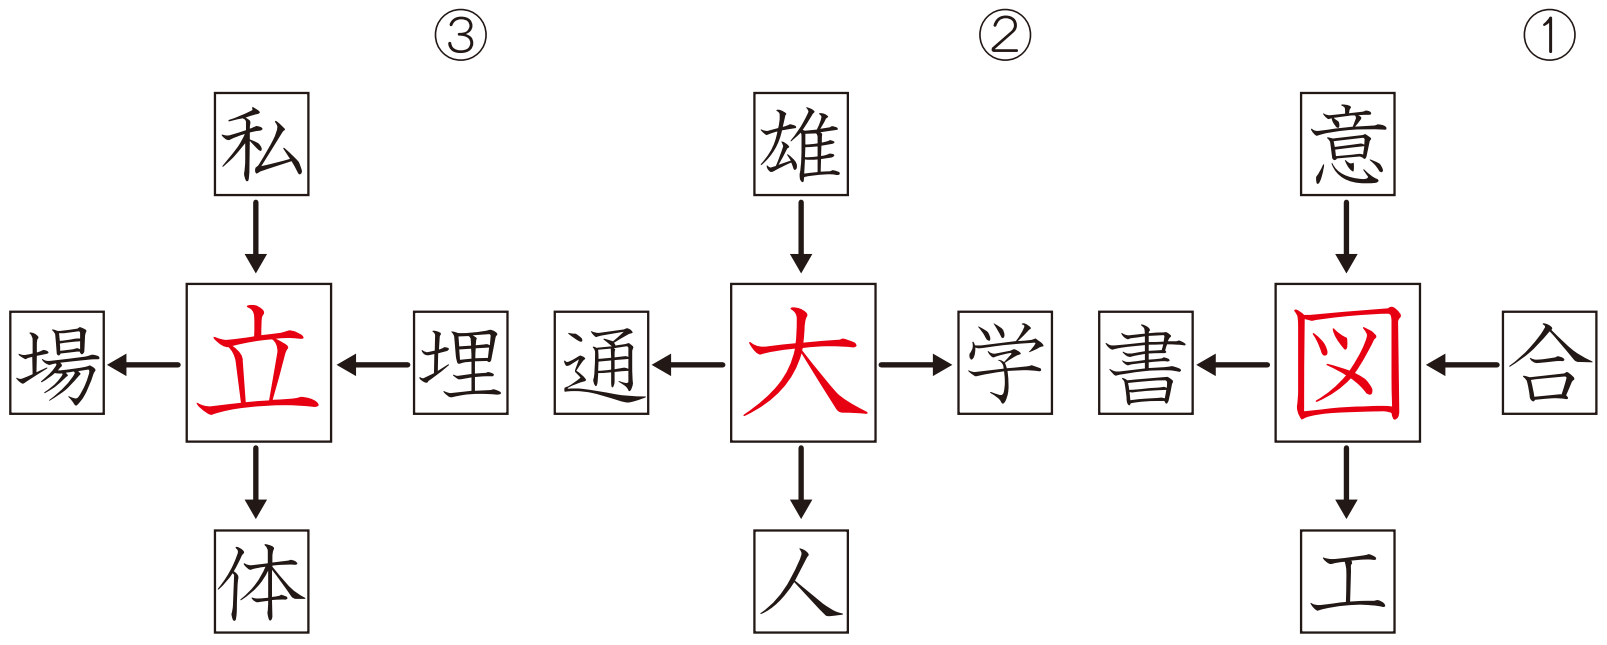 ①
意
合
図
書
工
②
雄
学
大
通
人
③
私
埋
立
場
体